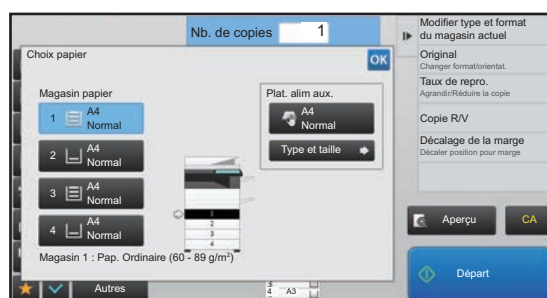 Nb. de copies 1
Choix papier
OK
Magasin papier
1 A4
Normal
2 A4
Normal
3 A4
Normal
4 A4
Normal
Plat. alim aux.
A4
Normal
Type et taille
1
2
3
4
Magasin 1 : Pap. Ordinaire (60 - 89 g/m²)
Autres
4 A3
Modifier type et format
du magasin actuel
Original
Changer format/orientat.
Taux de repro.
Agrandir/Réduire la copie
Copie R/V
Décalage de la marge
Décaler position pour marge
Aperçu
CA
Départ